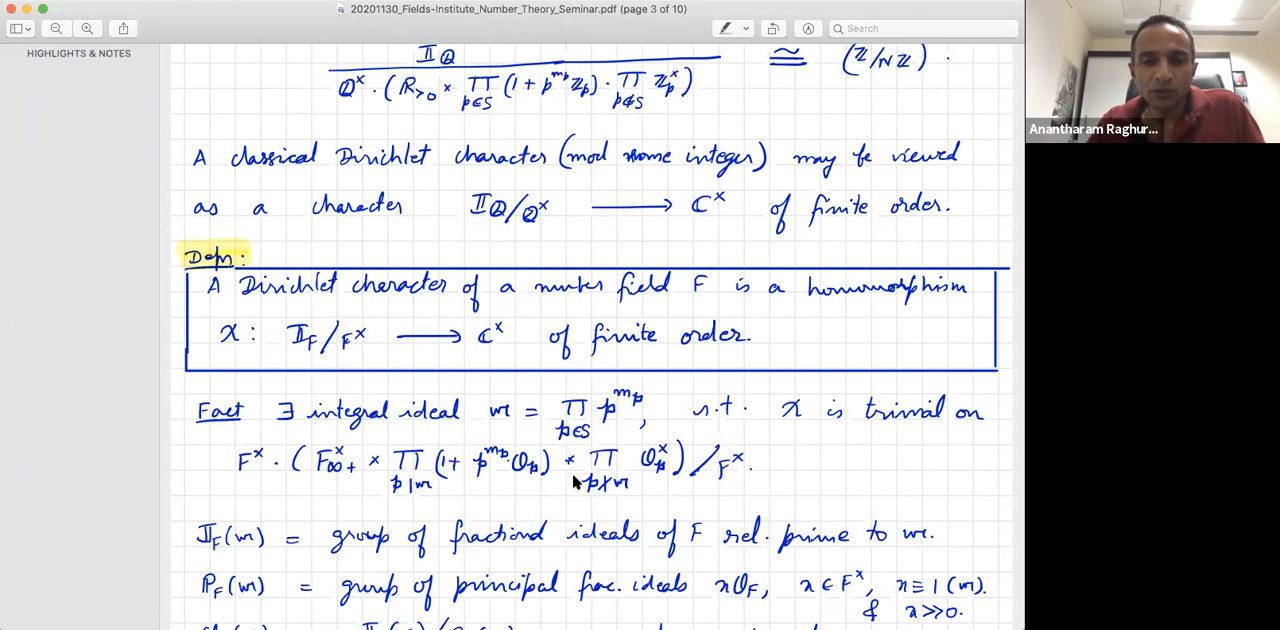 20201130_Fields-Institute_Number_Theory_Seminar.pdf (page 3 of 10)
Search
HIGHLIGHTS & NOTES
Anantharam Raghur...
𝕀_ℚ / ℚ^× · (ℝ_{>0} × ∏_{p∈S} (1 + p^{m_p} ℤ_p) · ∏_{p∉S} ℤ_p^×) ≅ (ℤ/Nℤ) .
A classical Dirichlet character (mod some integer) may be viewed
as a character 𝕀_ℚ/ℚ^× ⟶ ℂ^× of finite order.
Defn:
A Dirichlet character of a number field F is a homomorphism
χ : 𝕀_F / F^× ⟶ ℂ^× of finite order.
Fact ∃ integral ideal 𝔪 = ∏_{p∈S} p^{m_p}, s.t. χ is trivial on
F^× · ( F_∞^×+ × ∏_{p|𝔪} (1 + p^{m_p} O_p) × ∏_{p∤𝔪} O_p^× ) / F^×.
𝕀_F(𝔪) = group of fractional ideals of F rel. prime to 𝔪.
ℙ_F(𝔪) = group of principal frac. ideals xO_F, x ∈ F^×, x ≡ 1 (𝔪).
& x >> 0.